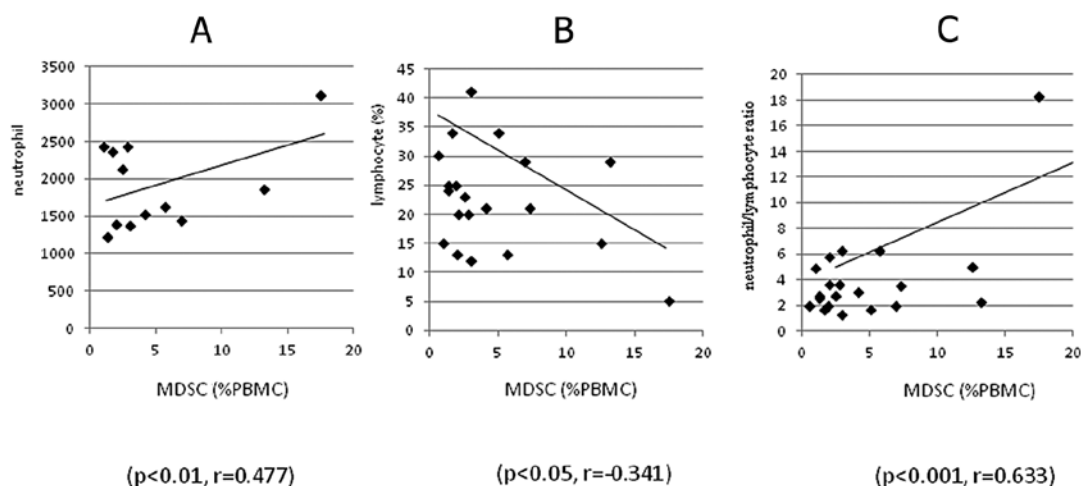 A
B
C
neutrophil
3500
3000
2500
2000
1500
1000
500
0
0 5 10 15 20
MDSC (%PBMC)
(p<0.01, r=0.477)
lymphocyte (%)
45
40
35
30
25
20
15
10
5
0
0 5 10 15 20
MDSC (%PBMC)
(p<0.05, r=-0.341)
neutrophil/lymphocyte ratio
20
18
16
14
12
10
8
6
4
2
0
0 5 10 15 20
MDSC (%PBMC)
(p<0.001, r=0.633)